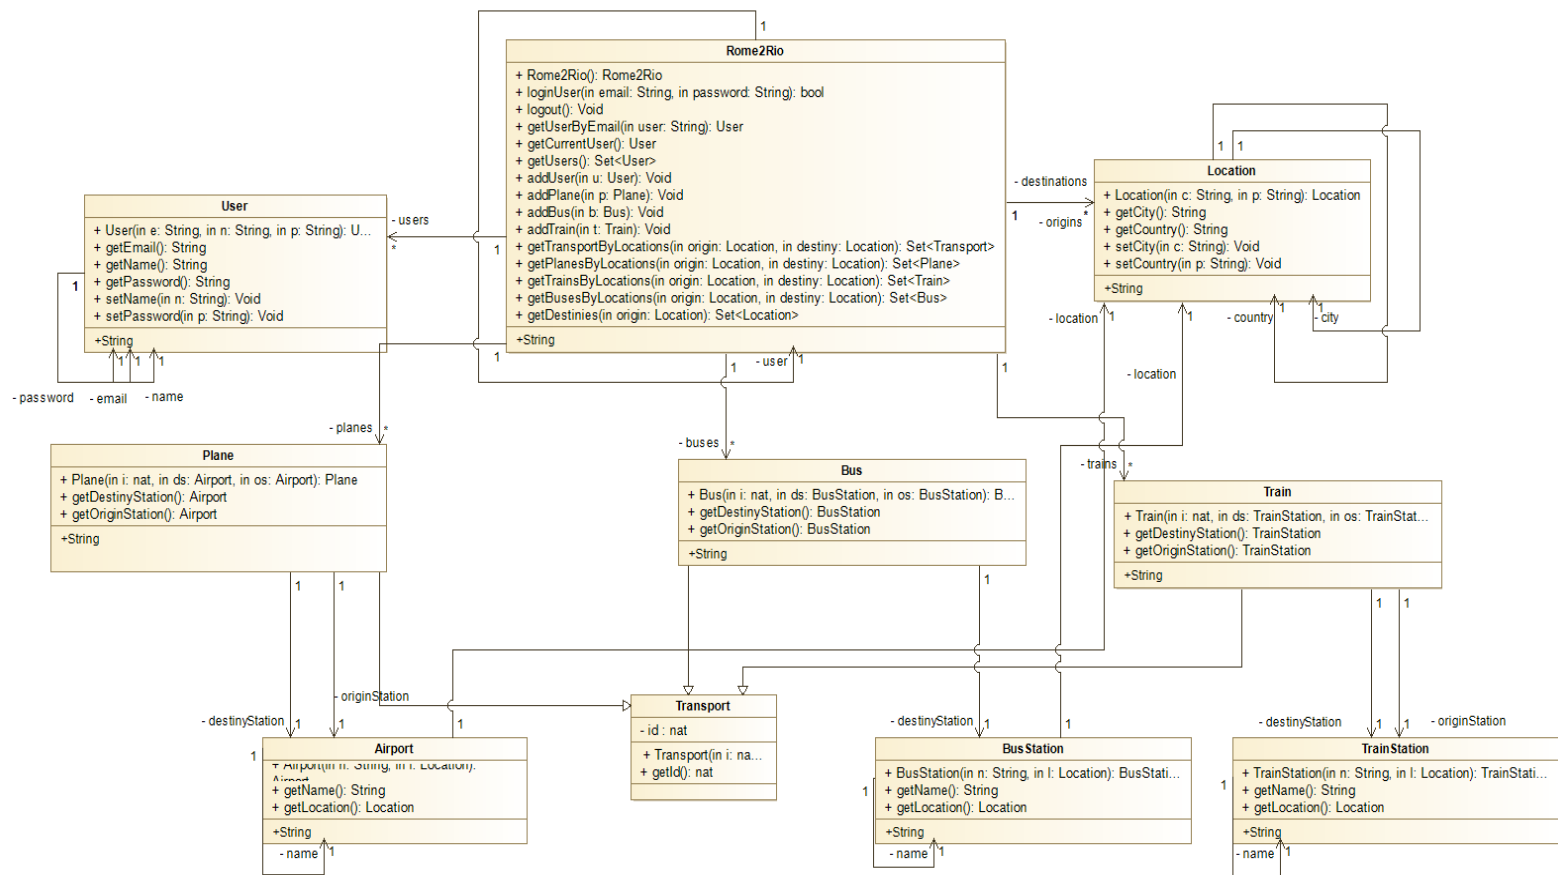 1
Rome2Rio
+ Rome2Rio(): Rome2Rio
+ loginUser(in email: String, in password: String): bool
+ logout(): Void
+ getUserByEmail(in user: String): User
+ getCurrentUser(): User
+ getUsers(): Set<User>
+ addUser(in u: User): Void
+ addPlane(in p: Plane): Void
+ addBus(in b: Bus): Void
+ addTrain(in t: Train): Void
+ getTransportByLocations(in origin: Location, in destiny: Location): Set<Transport>
+ getPlanesByLocations(in origin: Location, in destiny: Location): Set<Plane>
+ getTrainsByLocations(in origin: Location, in destiny: Location): Set<Train>
+ getBusesByLocations(in origin: Location, in destiny: Location): Set<Bus>
+ getDestinies(in origin: Location): Set<Location>
+String
1 1
Location
+ Location(in c: String, in p: String): Location
+ getCity(): String
+ getCountry(): String
+ setCity(in c: String): Void
+ setCountry(in p: String): Void
+String
- destinations
1 - origins *
User
+ User(in e: String, in n: String, in p: String): U...
+ getEmail(): String
+ getName(): String
+ getPassword(): String
+ setName(in n: String): Void
+ setPassword(in p: String): Void
+String
- users
*
1
1
1 1 1
- password - email - name
- location 1
1
- country 1
1 - city
- location
1
- planes *
1
- user 1
- buses *
1
- trains *
Plane
+ Plane(in i: nat, in ds: Airport, in os: Airport): Plane
+ getDestinyStation(): Airport
+ getOriginStation(): Airport
+String
Bus
+ Bus(in i: nat, in ds: BusStation, in os: BusStation): B...
+ getDestinyStation(): BusStation
+ getOriginStation(): BusStation
+String
Train
+ Train(in i: nat, in ds: TrainStation, in os: TrainStat...
+ getDestinyStation(): TrainStation
+ getOriginStation(): TrainStation
+String
1 1
1
1 1
- originStation
- destinyStation 1 1
- destinyStation 1
1
- destinyStation 1 1 - originStation
Transport
- id : nat
+ Transport(in i: na...
+ getId(): nat
1
1
Airport
+ Airport(in n: String, in l: Location):
Airport
+ getName(): String
+ getLocation(): Location
+String
- name 1
1
BusStation
+ BusStation(in n: String, in l: Location): BusStati...
+ getName(): String
+ getLocation(): Location
+String
- name 1
1
TrainStation
+ TrainStation(in n: String, in l: Location): TrainStati...
+ getName(): String
+ getLocation(): Location
+String
- name 1